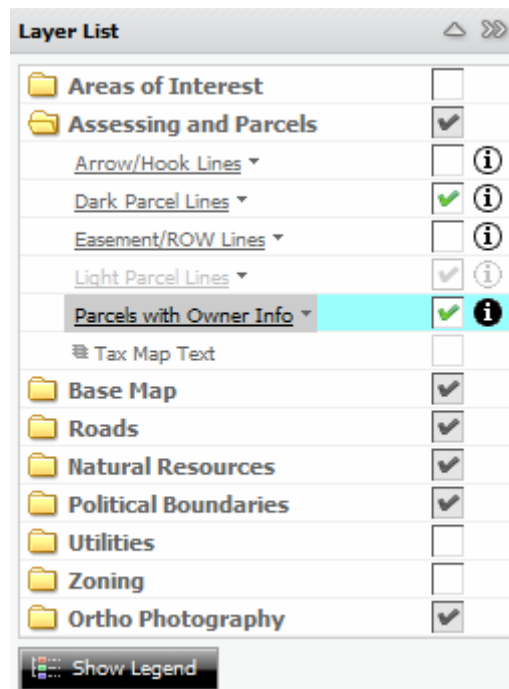 Layer List
Areas of Interest
Assessing and Parcels
Arrow/Hook Lines
Dark Parcel Lines
Easement/ROW Lines
Light Parcel Lines
Parcels with Owner Info
Tax Map Text
Base Map
Roads
Natural Resources
Political Boundaries
Utilities
Zoning
Ortho Photography
Show Legend